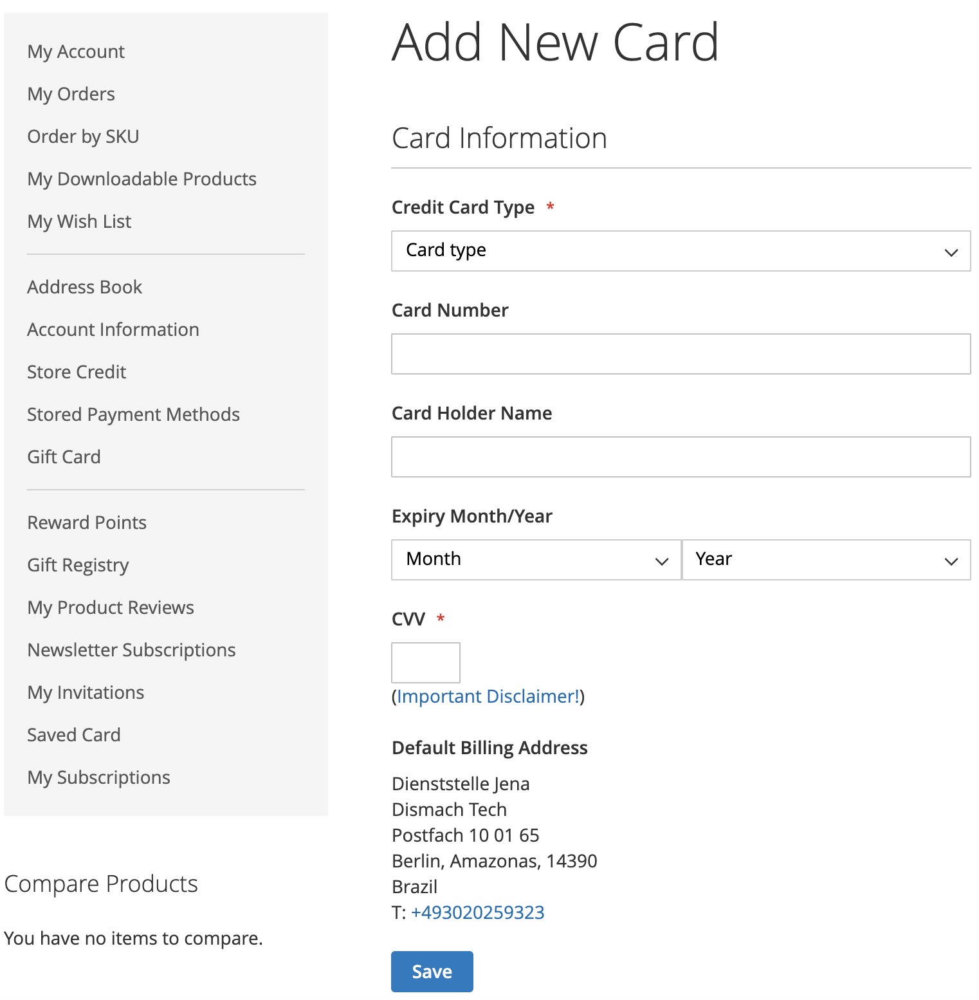 My Account
My Orders
Order by SKU
My Downloadable Products
My Wish List
Address Book
Account Information
Store Credit
Stored Payment Methods
Gift Card
Reward Points
Gift Registry
My Product Reviews
Newsletter Subscriptions
My Invitations
Saved Card
My Subscriptions
Compare Products
You have no items to compare.
Add New Card
Card Information
Credit Card Type *
Card type
Card Number
Card Holder Name
Expiry Month/Year
Month Year
CVV *
(Important Disclaimer!)
Default Billing Address
Dienststelle Jena
Dismach Tech
Postfach 10 01 65
Berlin, Amazonas, 14390
Brazil
T: +493020259323
Save